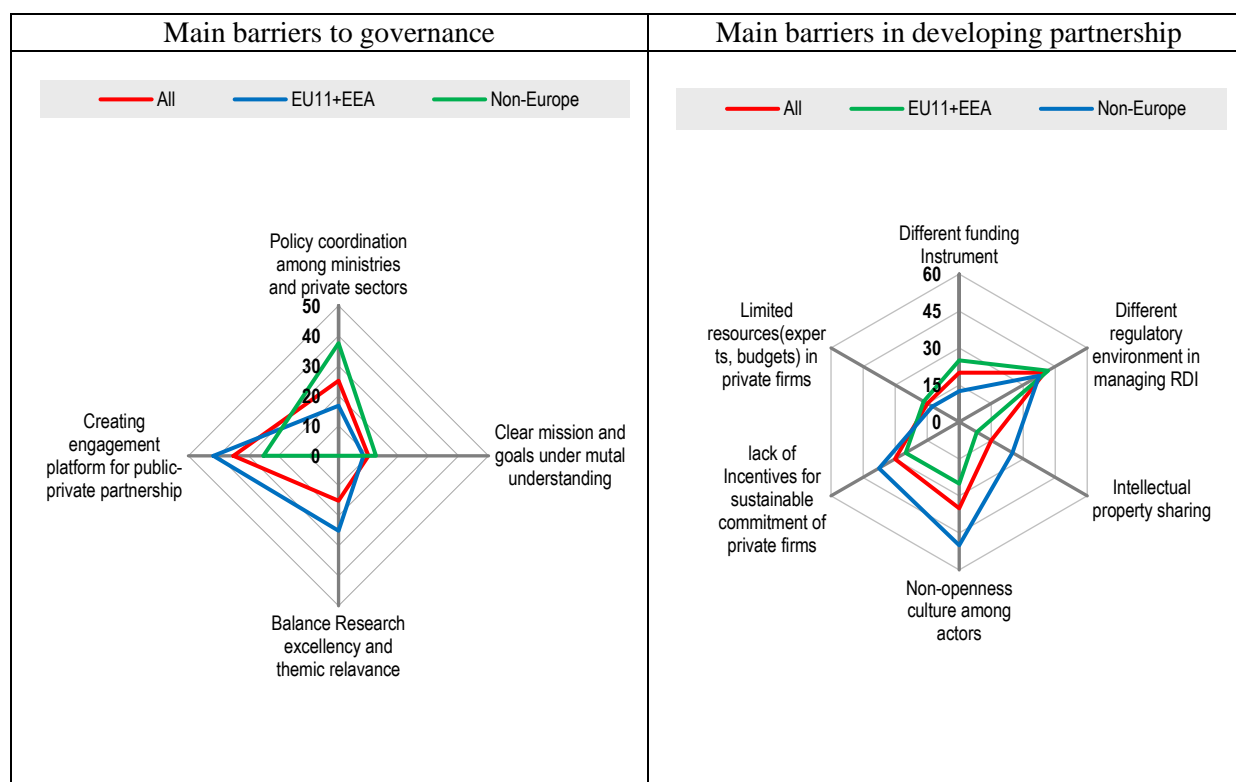 Main barriers to governance
Main barriers in developing partnership
All EU11+EEA Non-Europe
Policy coordination
among ministries
and private sectors
50
40
30
20
10
0
Creating
engagement
platform for public-
private partnership
Clear mission and
goals under mutal
understanding
Balance Research
excellency and
themic relavance
All EU11+EEA Non-Europe
Different funding
Instrument
60
45
30
15
0
Limited
resources(exper
ts, budgets) in
private firms
Different
regulatory
environment in
managing RDI
lack of
Incentives for
sustainable
commitment of
private firms
Intellectual
property sharing
Non-openness
culture among
actors